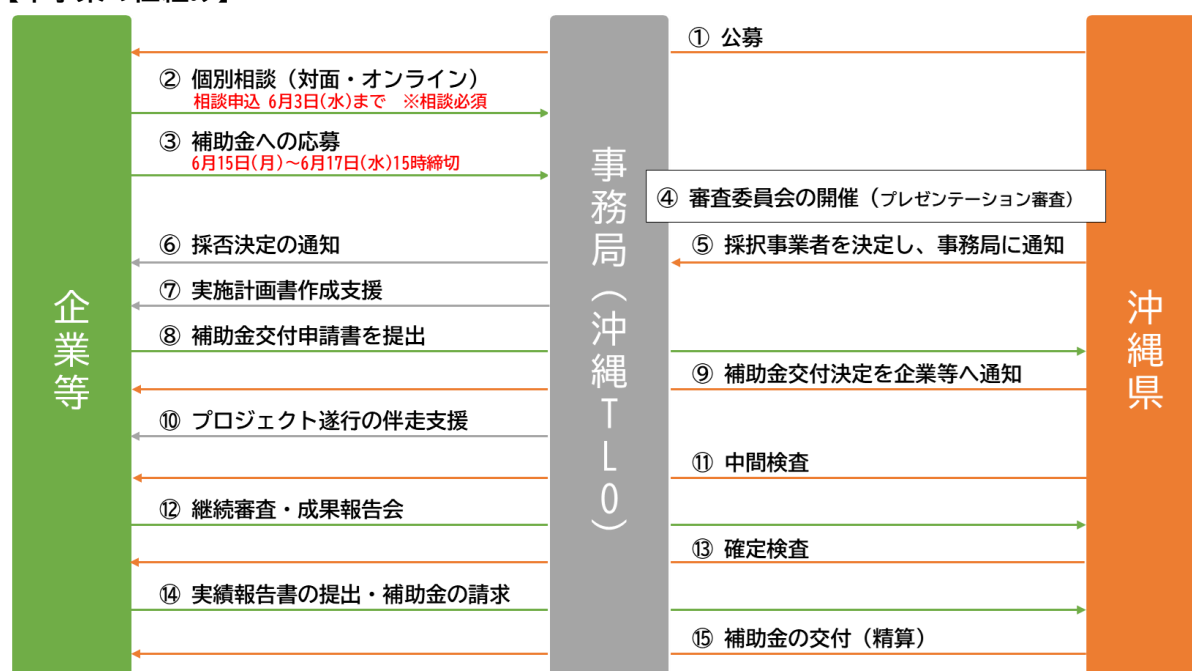 ① 公募
② 個別相談（対面・オンライン）
相談申込 6月3日(水)まで　※相談必須
③ 補助金への応募
6月15日(月)～6月17日(水)15時締切
④ 審査委員会の開催（プレゼンテーション審査）
⑥ 採否決定の通知
⑤ 採択事業者を決定し、事務局に通知
⑦ 実施計画書作成支援
⑧ 補助金交付申請書を提出
⑨ 補助金交付決定を企業等へ通知
⑩ プロジェクト遂行の伴走支援
⑪ 中間検査
⑫ 継続審査・成果報告会
⑬ 確定検査
⑭ 実績報告書の提出・補助金の請求
⑮ 補助金の交付（精算）
企業等
事務局（沖縄TLO）
沖縄県